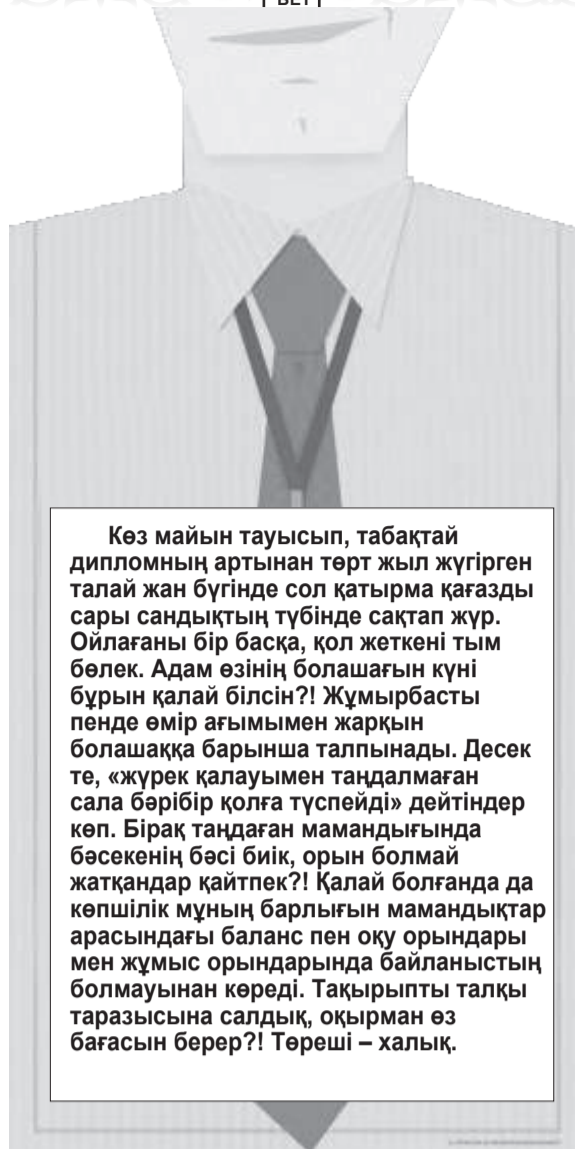 БЕТ
Көз майын тауысып, табақтай
дипломның артынан төрт жыл жүгірген
талай жан бүгінде сол қатырма қағазды
сары сандықтың түбінде сақтап жүр.
Ойлағаны бір басқа, қол жеткені тым
бөлек. Адам өзінің болашағын күні
бұрын қалай білсін?! Жұмырбасты
пенде өмір ағымымен жарқын
болашаққа барынша талпынады. Десек
те, «жүрек қалауымен таңдалмаған
сала бәрібір қолға түспейді» дейтіндер
көп. Бірақ таңдаған мамандығында
бәсекенің бәсі биік, орын болмай
жатқандар қайтпек?! Қалай болғанда да
көпшілік мұның барлығын мамандықтар
арасындағы баланс пен оқу орындары
мен жұмыс орындарында байланыстың
болмауынан көреді. Тақырыпты талқы
таразысына салдық, оқырман өз
бағасын берер?! Төреші – халық.